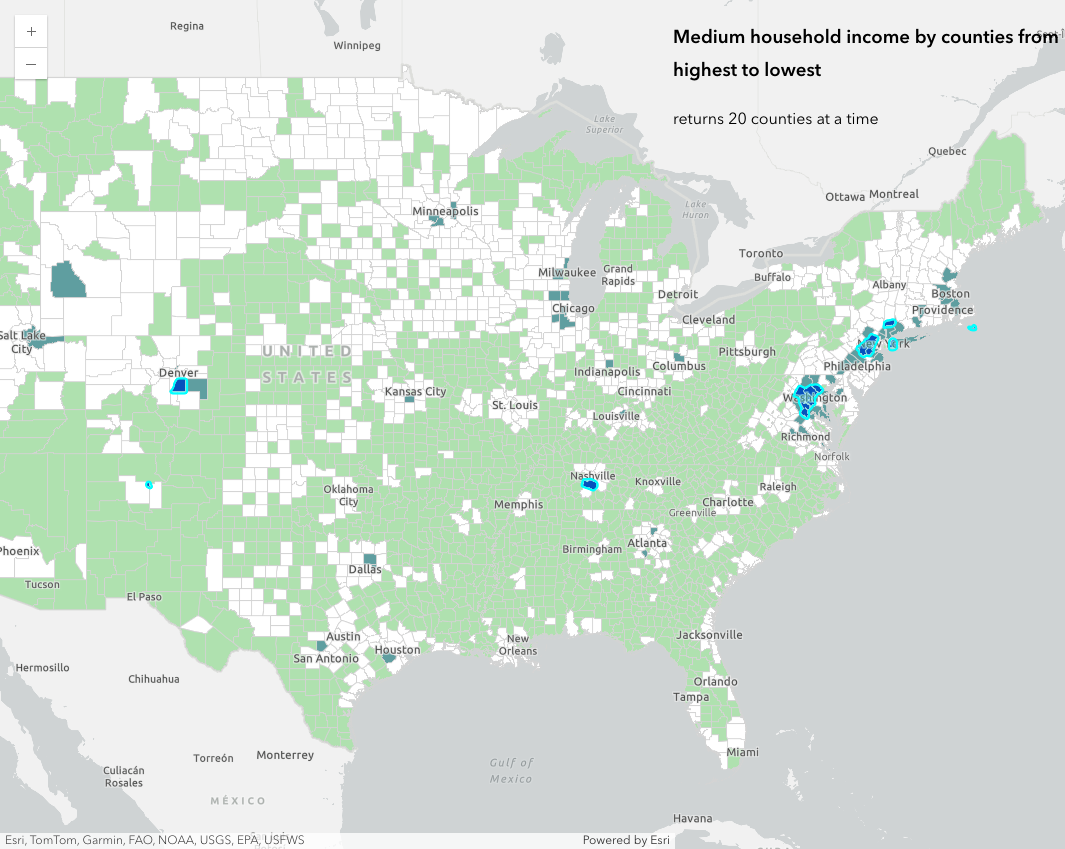 +
−
Medium household income by counties from
highest to lowest
returns 20 counties at a time
Regina
Winnipeg
Lake
Superior
Quebec
Ottawa
Montreal
Lake
Huron
Minneapolis
Toronto
Milwaukee
Grand
Rapids
Buffalo
Albany
Detroit
Boston
Chicago
Providence
Cleveland
Salt Lake
City
New York
UNITED
STATES
Pittsburgh
Denver
Indianapolis
Columbus
Philadelphia
Kansas City
Cincinnati
Washington
St. Louis
Louisville
Richmond
Norfolk
Nashville
Knoxville
Oklahoma
City
Raleigh
Memphis
Charlotte
Greenville
Phoenix
Birmingham
Atlanta
Dallas
Tucson
El Paso
Austin
Jacksonville
New
Orleans
Houston
San Antonio
Hermosillo
Chihuahua
Orlando
Tampa
Torreón
Monterrey
Miami
Gulf of
Mexico
Culiacán
Rosales
MÉXICO
Havana
Esri, TomTom, Garmin, FAO, NOAA, USGS, EPA, USFWS
Powered by Esri